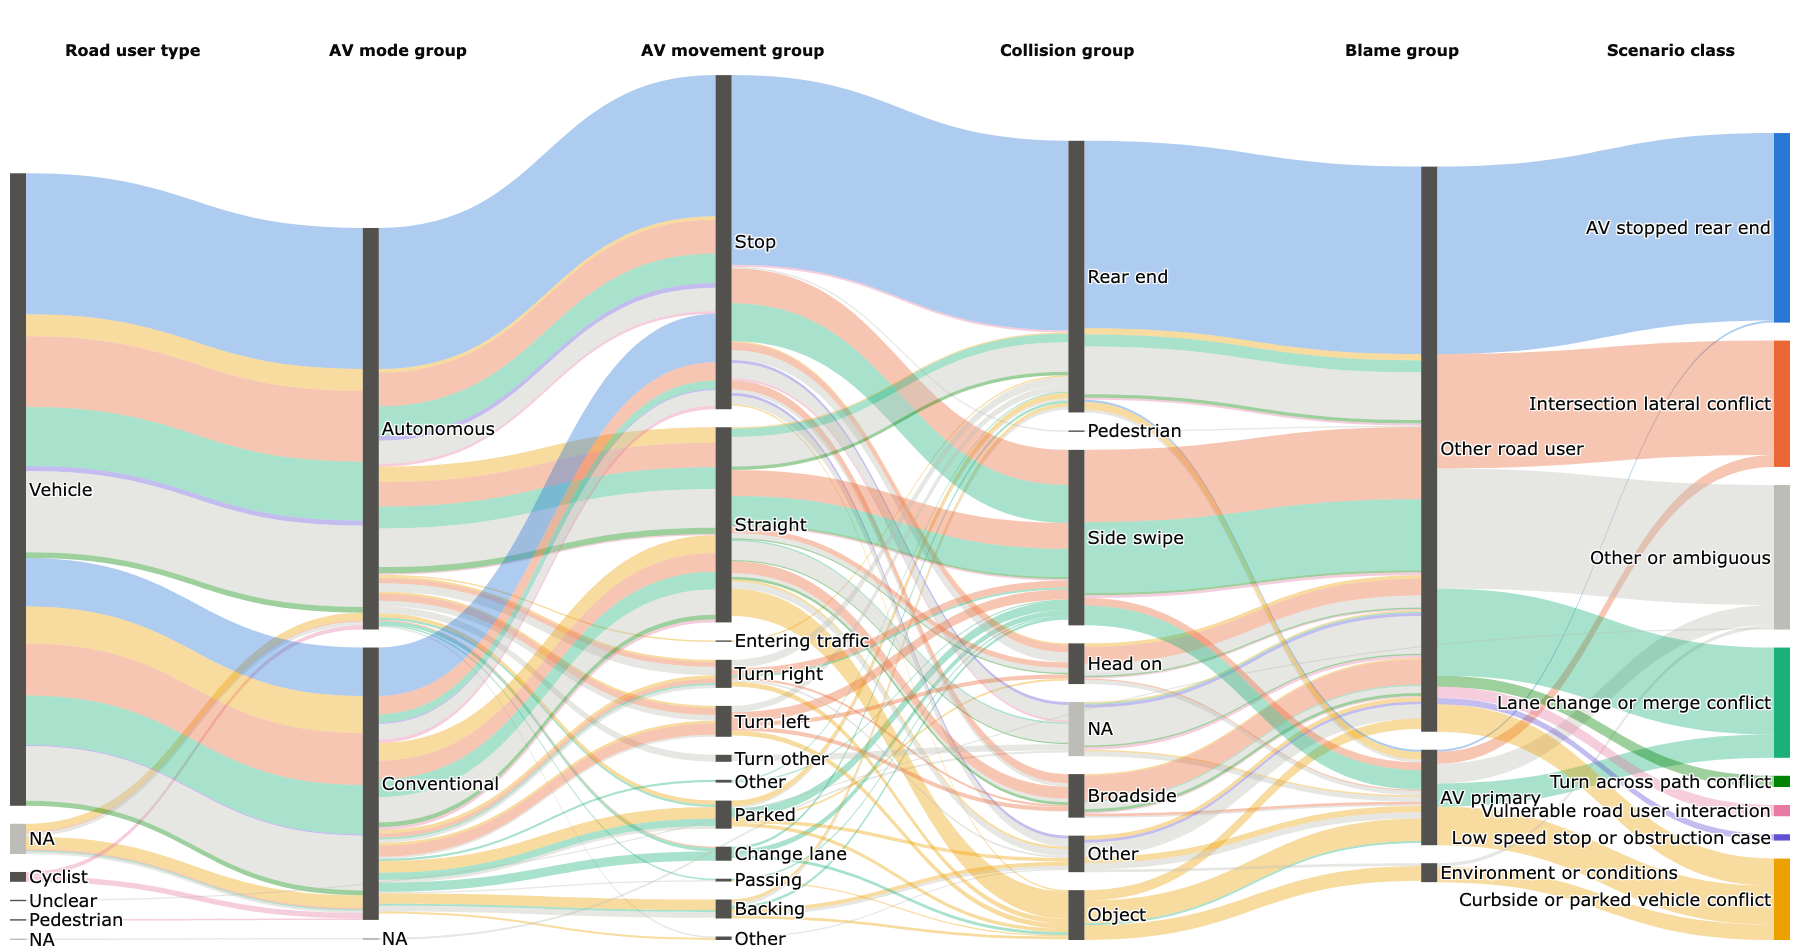 Road user type
AV mode group
AV movement group
Collision group
Blame group
Scenario class
Vehicle
NA
Cyclist
Unclear
Pedestrian
NA
Autonomous
Conventional
NA
Stop
Straight
Entering traffic
Turn right
Turn left
Turn other
Other
Parked
Change lane
Passing
Backing
Other
Rear end
Pedestrian
Side swipe
Head on
NA
Broadside
Other
Object
Other road user
AV primary
Environment or conditions
AV stopped rear end
Intersection lateral conflict
Other or ambiguous
Lane change or merge conflict
Turn across path conflict
Vulnerable road user interaction
Low speed stop or obstruction case
Curbside or parked vehicle conflict